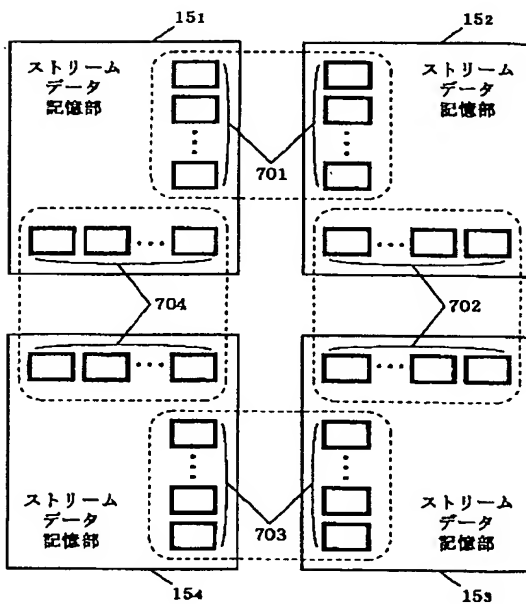 15₁
15₂
ストリーム
データ
記憶部
ストリーム
データ
記憶部
701
704
702
703
ストリーム
データ
記憶部
ストリーム
データ
記憶部
15₄
15₃